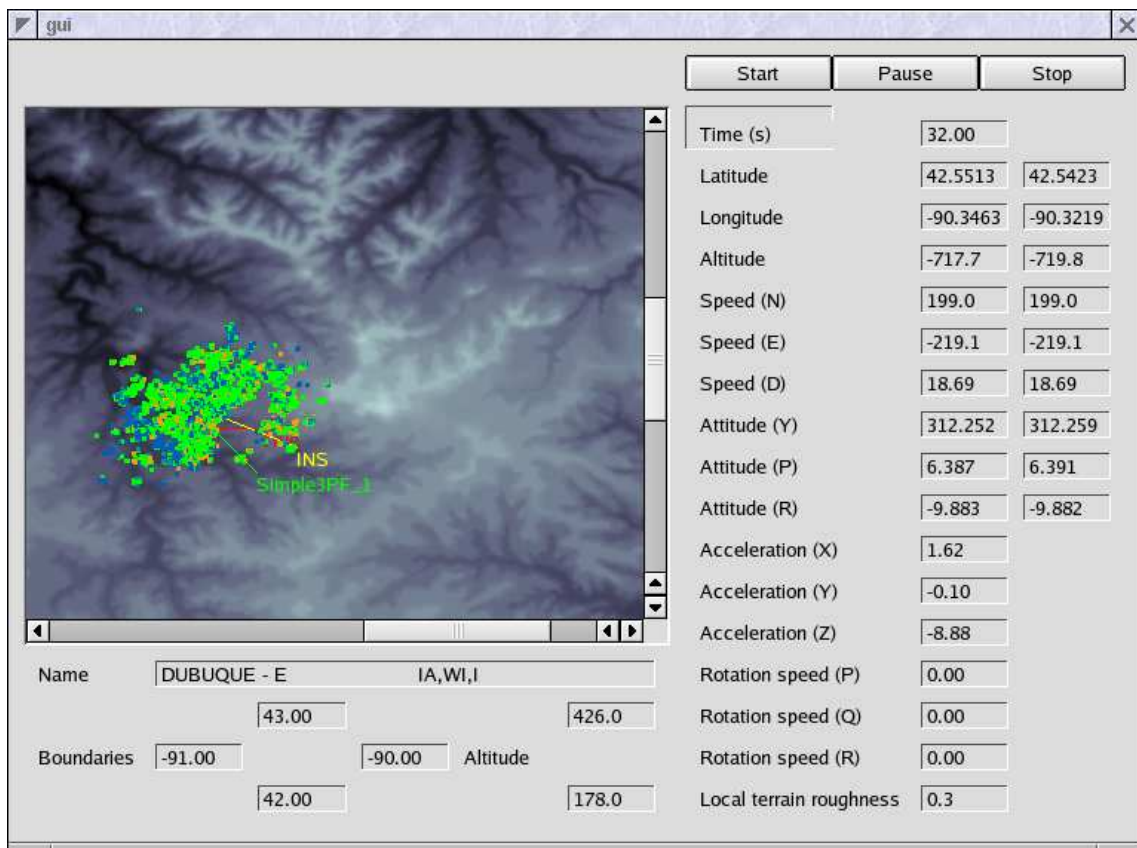 gui
Start Pause Stop
Time (s) 32.00
Latitude 42.5513 42.5423
Longitude -90.3463 -90.3219
Altitude -717.7 -719.8
Speed (N) 199.0 199.0
Speed (E) -219.1 -219.1
Speed (D) 18.69 18.69
Attitude (Y) 312.252 312.259
Attitude (P) 6.387 6.391
Attitude (R) -9.883 -9.882
Acceleration (X) 1.62
Acceleration (Y) -0.10
Acceleration (Z) -8.88
Rotation speed (P) 0.00
Rotation speed (Q) 0.00
Rotation speed (R) 0.00
Local terrain roughness 0.3
INS
Simple3PF_1
Name DUBUQUE - E IA,WI,I
43.00 426.0
Boundaries -91.00 -90.00 Altitude
42.00 178.0